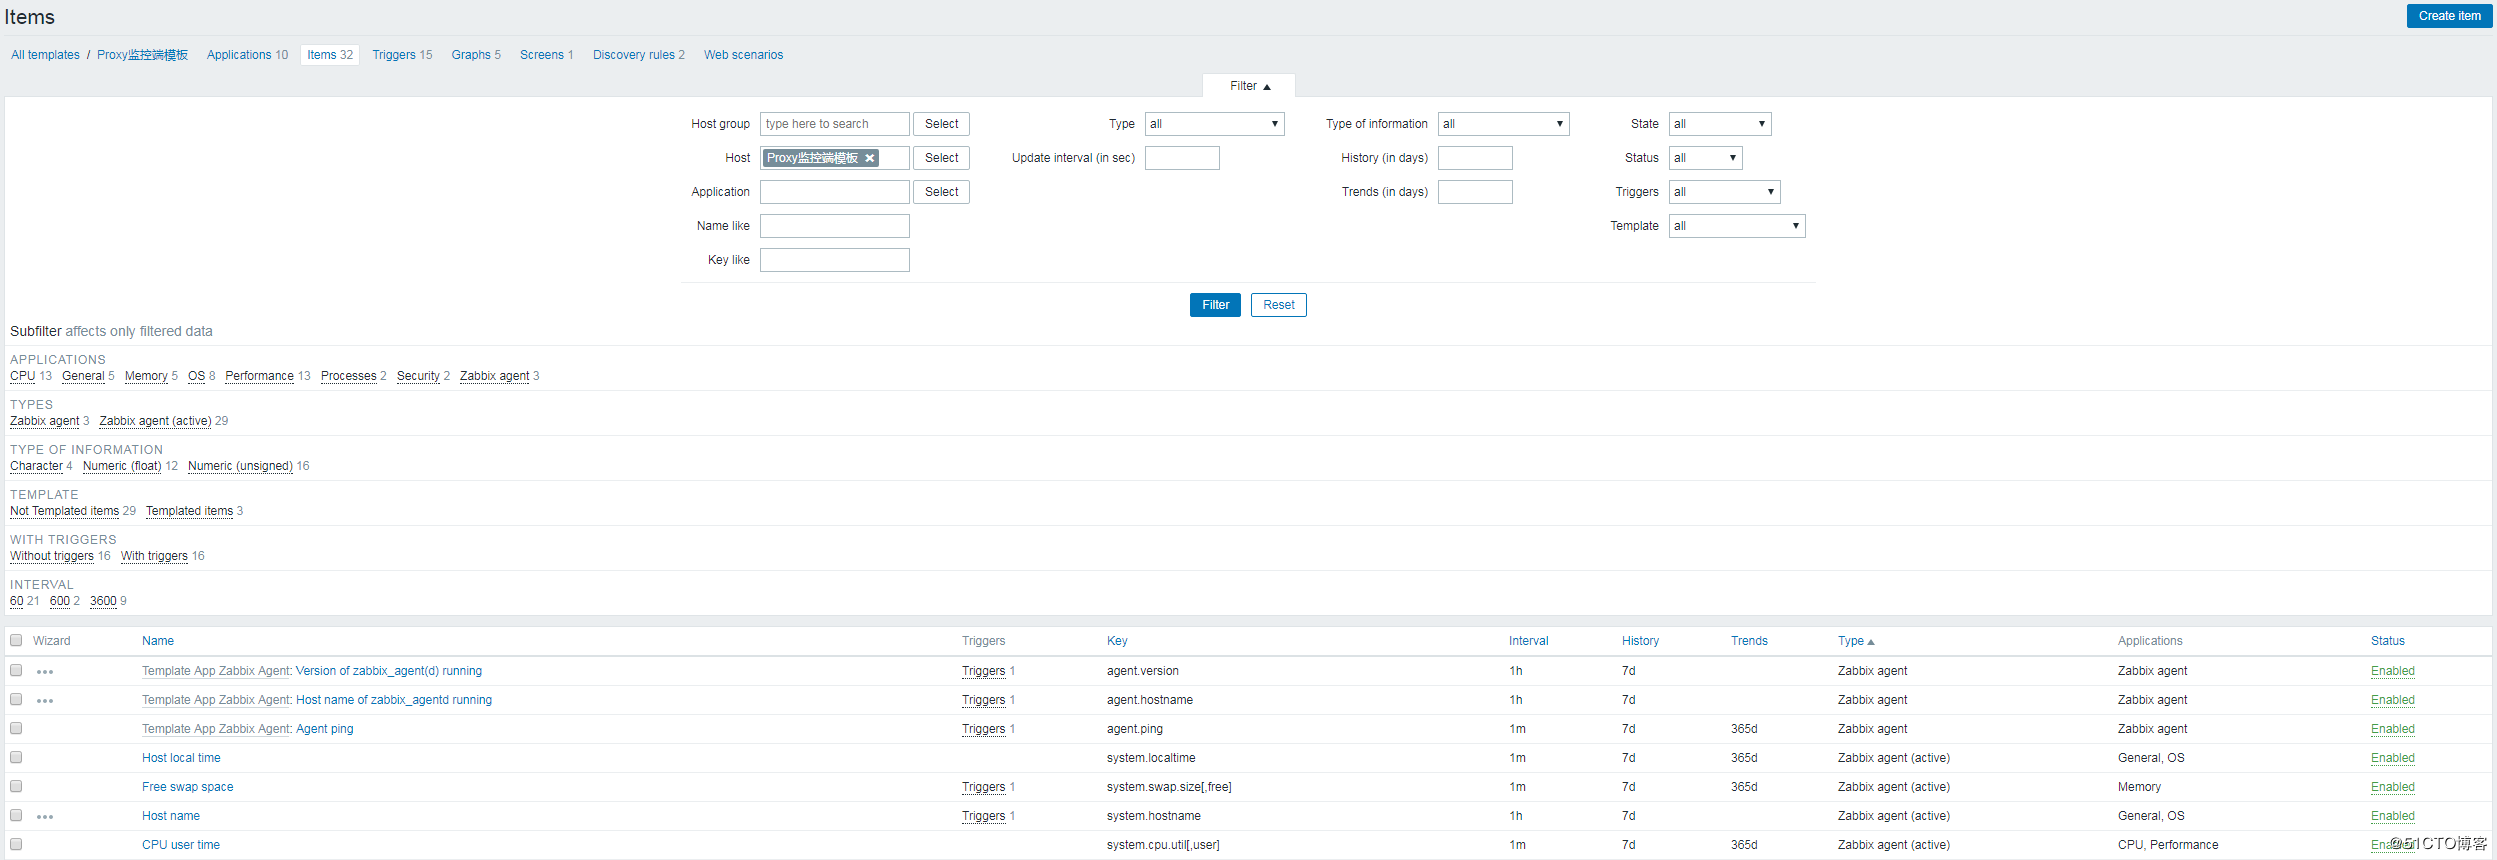 Items
Create item
All templates / Proxy监控端模板 Applications 10 Items 32 Triggers 15 Graphs 5 Screens 1 Discovery rules 2 Web scenarios
Filter ▲
Host group type here to search Select Type all Type of information all State all
Host Proxy监控端模板 ✖ Select Update interval (in sec) History (in days) Status all
Application Select Trends (in days) Triggers all
Name like Template all
Key like
Filter Reset
Subfilter affects only filtered data
APPLICATIONS
CPU 13 General 5 Memory 5 OS 8 Performance 13 Processes 2 Security 2 Zabbix agent 3
TYPES
Zabbix agent 3 Zabbix agent (active) 29
TYPE OF INFORMATION
Character 4 Numeric (float) 12 Numeric (unsigned) 16
TEMPLATE
Not Templated items 29 Templated items 3
WITH TRIGGERS
Without triggers 16 With triggers 16
INTERVAL
60 21 600 2 3600 9
Wizard Name Triggers Key Interval History Trends Type ▲ Applications Status
Template App Zabbix Agent: Version of zabbix_agent(d) running Triggers 1 agent.version 1h 7d Zabbix agent Zabbix agent Enabled
Template App Zabbix Agent: Host name of zabbix_agentd running Triggers 1 agent.hostname 1h 7d Zabbix agent Zabbix agent Enabled
Template App Zabbix Agent: Agent ping Triggers 1 agent.ping 1m 7d 365d Zabbix agent Zabbix agent Enabled
Host local time system.localtime 1m 7d 365d Zabbix agent (active) General, OS Enabled
Free swap space Triggers 1 system.swap.size[,free] 1m 7d 365d Zabbix agent (active) Memory Enabled
Host name Triggers 1 system.hostname 1h 7d Zabbix agent (active) General, OS Enabled
CPU user time system.cpu.util[,user] 1m 7d 365d Zabbix agent (active) CPU, Performance Enabled
@51CTO博客